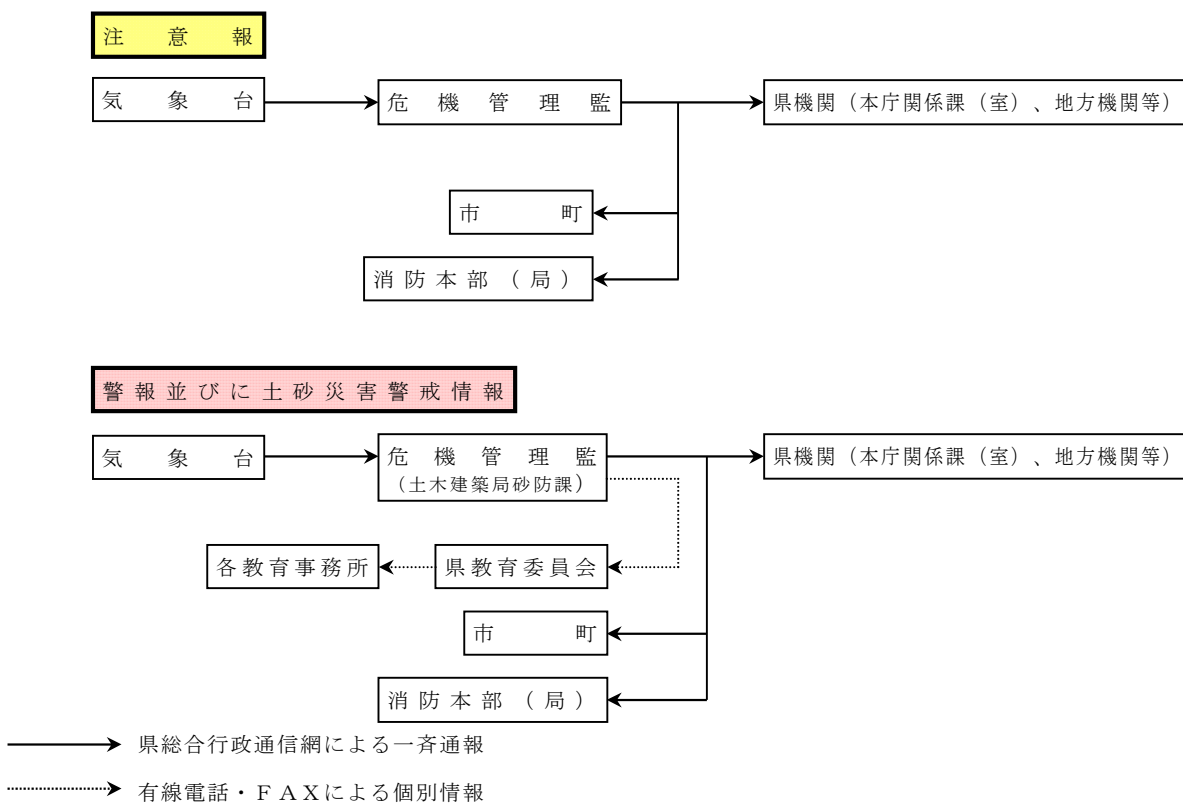 注意報
気象台
危機管理監
県機関（本庁関係課（室）、地方機関等）
市町
消防本部（局）
警報並びに土砂災害警戒情報
気象台
危機管理監
（土木建築局砂防課）
県機関（本庁関係課（室）、地方機関等）
各教育事務所
県教育委員会
市町
消防本部（局）
県総合行政通信網による一斉通報
有線電話・ＦＡＸによる個別情報